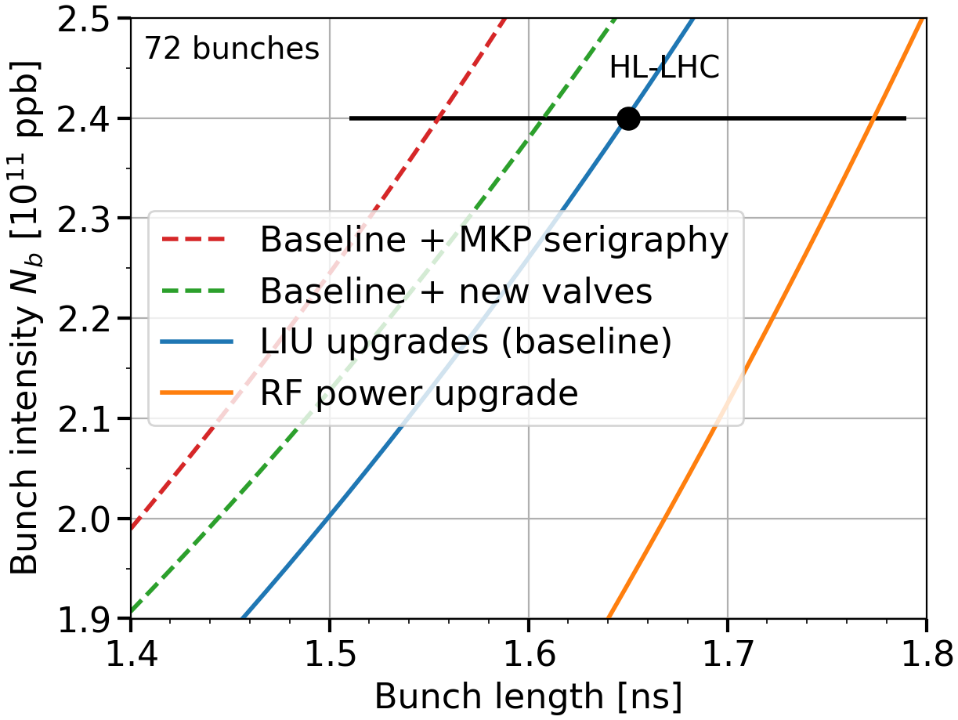 72 bunches
HL-LHC
Bunch intensity N_b [10^11 ppb]
2.5
2.4
2.3
2.2
2.1
2.0
1.9
Baseline + MKP serigraphy
Baseline + new valves
LIU upgrades (baseline)
RF power upgrade
1.4 1.5 1.6 1.7 1.8
Bunch length [ns]